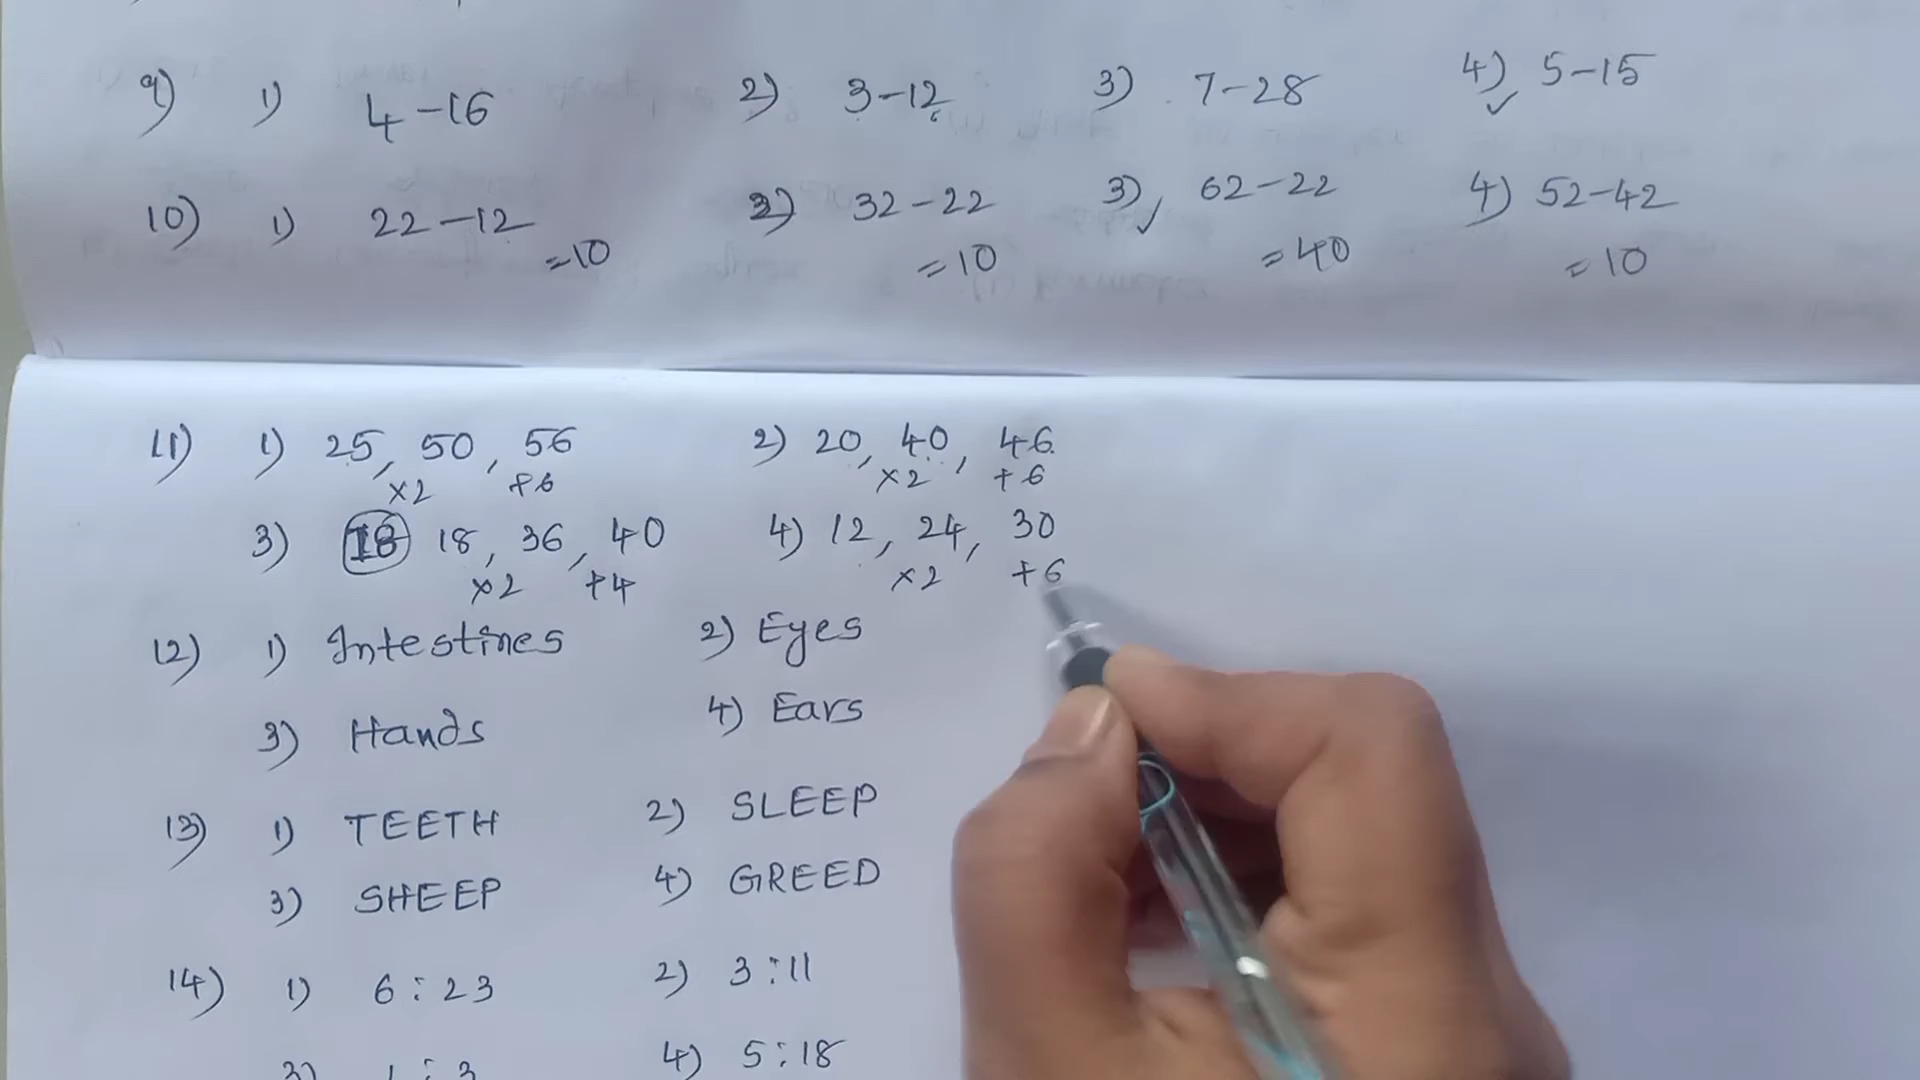 9) 1) 4-16 2) 3-12 3) 7-28 4) 5-15
10) 1) 22-12 2) 32-22 3) 62-22 4) 52-42
=10 =10 =40 =10
11) 1) 25, 50, 56 2) 20, 40, 46
×2 +6 ×2 +6
3) 18 18, 36, 40 4) 12, 24, 30
×2 +4 ×2 +6
12) 1) Intestines 2) Eyes
3) Hands 4) Ears
13) 1) TEETH 2) SLEEP
3) SHEEP 4) GREED
14) 1) 6:23 2) 3:11
3) 1:3 4) 5:18